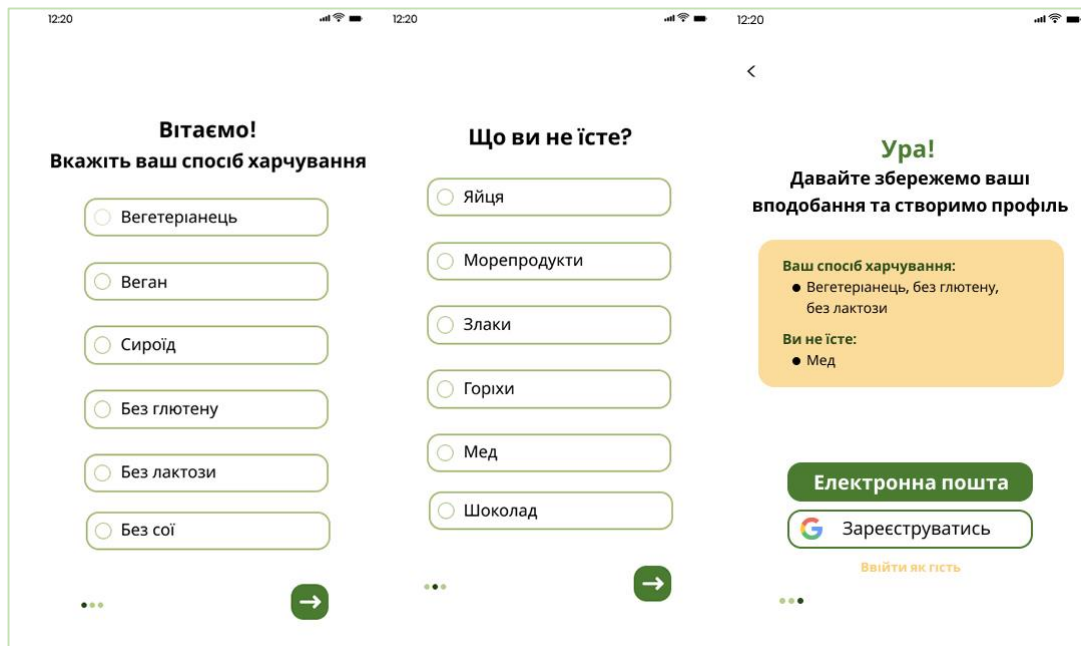 12:20
Вітаємо!
Вкажіть ваш спосіб харчування
Вегетеріанець
Веган
Сироїд
Без глютену
Без лактози
Без сої
12:20
Що ви не їсте?
Яйця
Морепродукти
Злаки
Горіхи
Мед
Шоколад
12:20
Ура!
Давайте збережемо ваші
вподобання та створимо профіль
Ваш спосіб харчування:
Вегетеріанець, без глютену,
без лактози
Ви не їсте:
Мед
Електронна пошта
Зареєструватись
Ввійти як гість